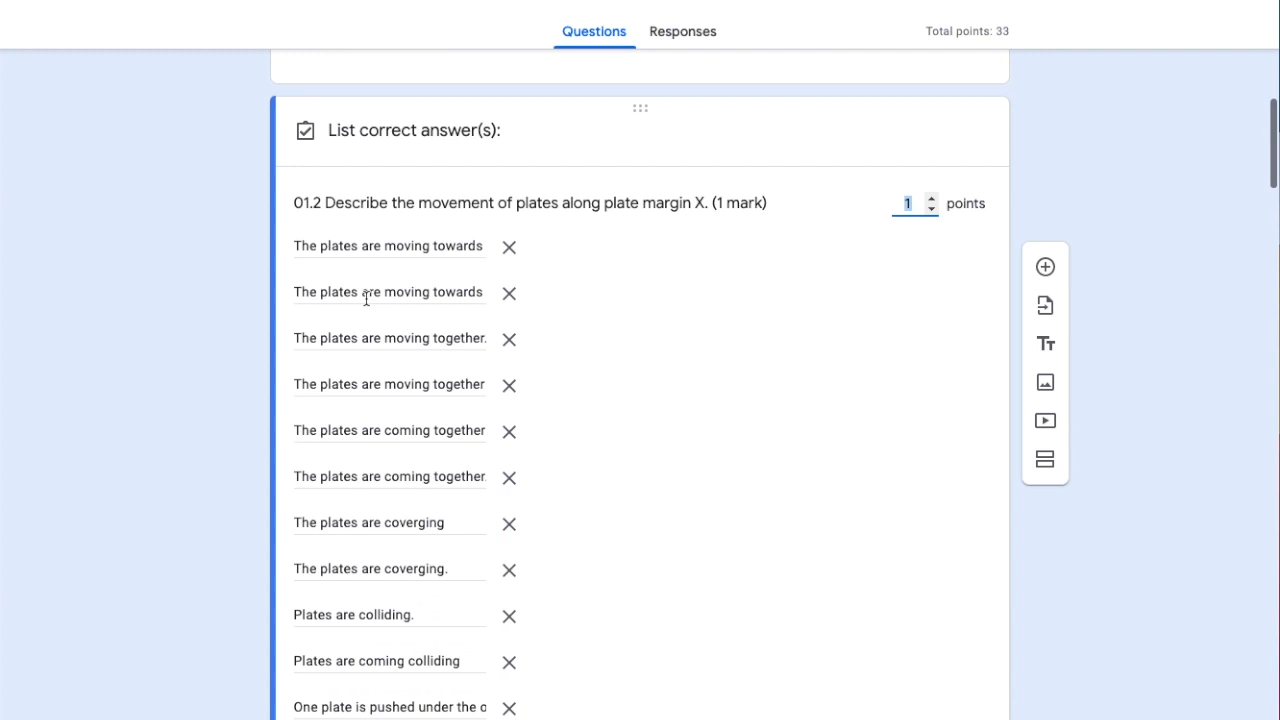 Questions Responses Total points: 33
List correct answer(s):
01.2 Describe the movement of plates along plate margin X. (1 mark) 1 points
The plates are moving towards
The plates are moving towards
The plates are moving together.
The plates are moving together
The plates are coming together
The plates are coming together
The plates are coverging
The plates are coverging.
Plates are colliding.
Plates are coming colliding
One plate is pushed under the o